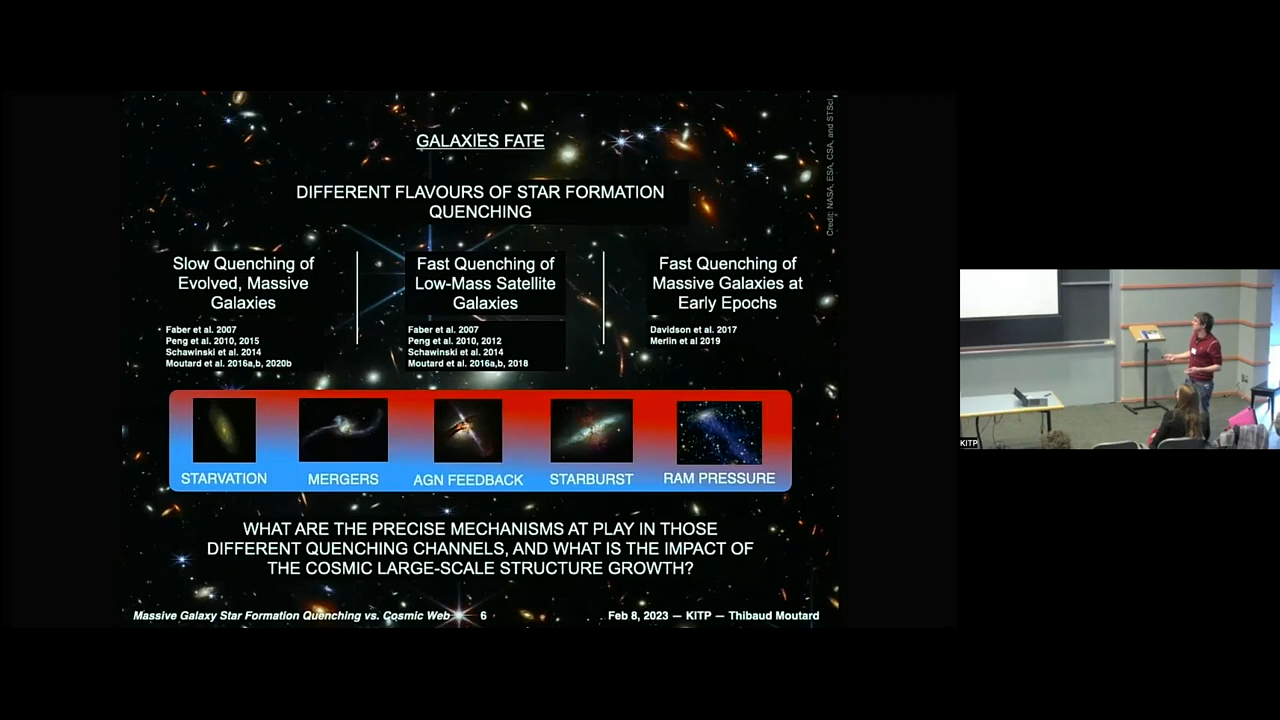 GALAXIES FATE
Credit: NASA, ESA, CSA, and STScI
DIFFERENT FLAVOURS OF STAR FORMATION
QUENCHING
Slow Quenching of
Evolved, Massive
Galaxies
Faber et al. 2007
Peng et al. 2010, 2015
Schawinski et al. 2014
Moutard et al. 2016a,b, 2020b
Fast Quenching of
Low-Mass Satellite
Galaxies
Faber et al. 2007
Peng et al. 2010, 2012
Schawinski et al. 2014
Moutard et al. 2016a,b, 2018
Fast Quenching of
Massive Galaxies at
Early Epochs
Davidson et al. 2017
Merlin et al 2019
STARVATION
MERGERS
AGN FEEDBACK
STARBURST
RAM PRESSURE
WHAT ARE THE PRECISE MECHANISMS AT PLAY IN THOSE
DIFFERENT QUENCHING CHANNELS, AND WHAT IS THE IMPACT OF
THE COSMIC LARGE-SCALE STRUCTURE GROWTH?
Massive Galaxy Star Formation Quenching vs. Cosmic Web
6
Feb 8, 2023 — KITP — Thibaud Moutard
KITP